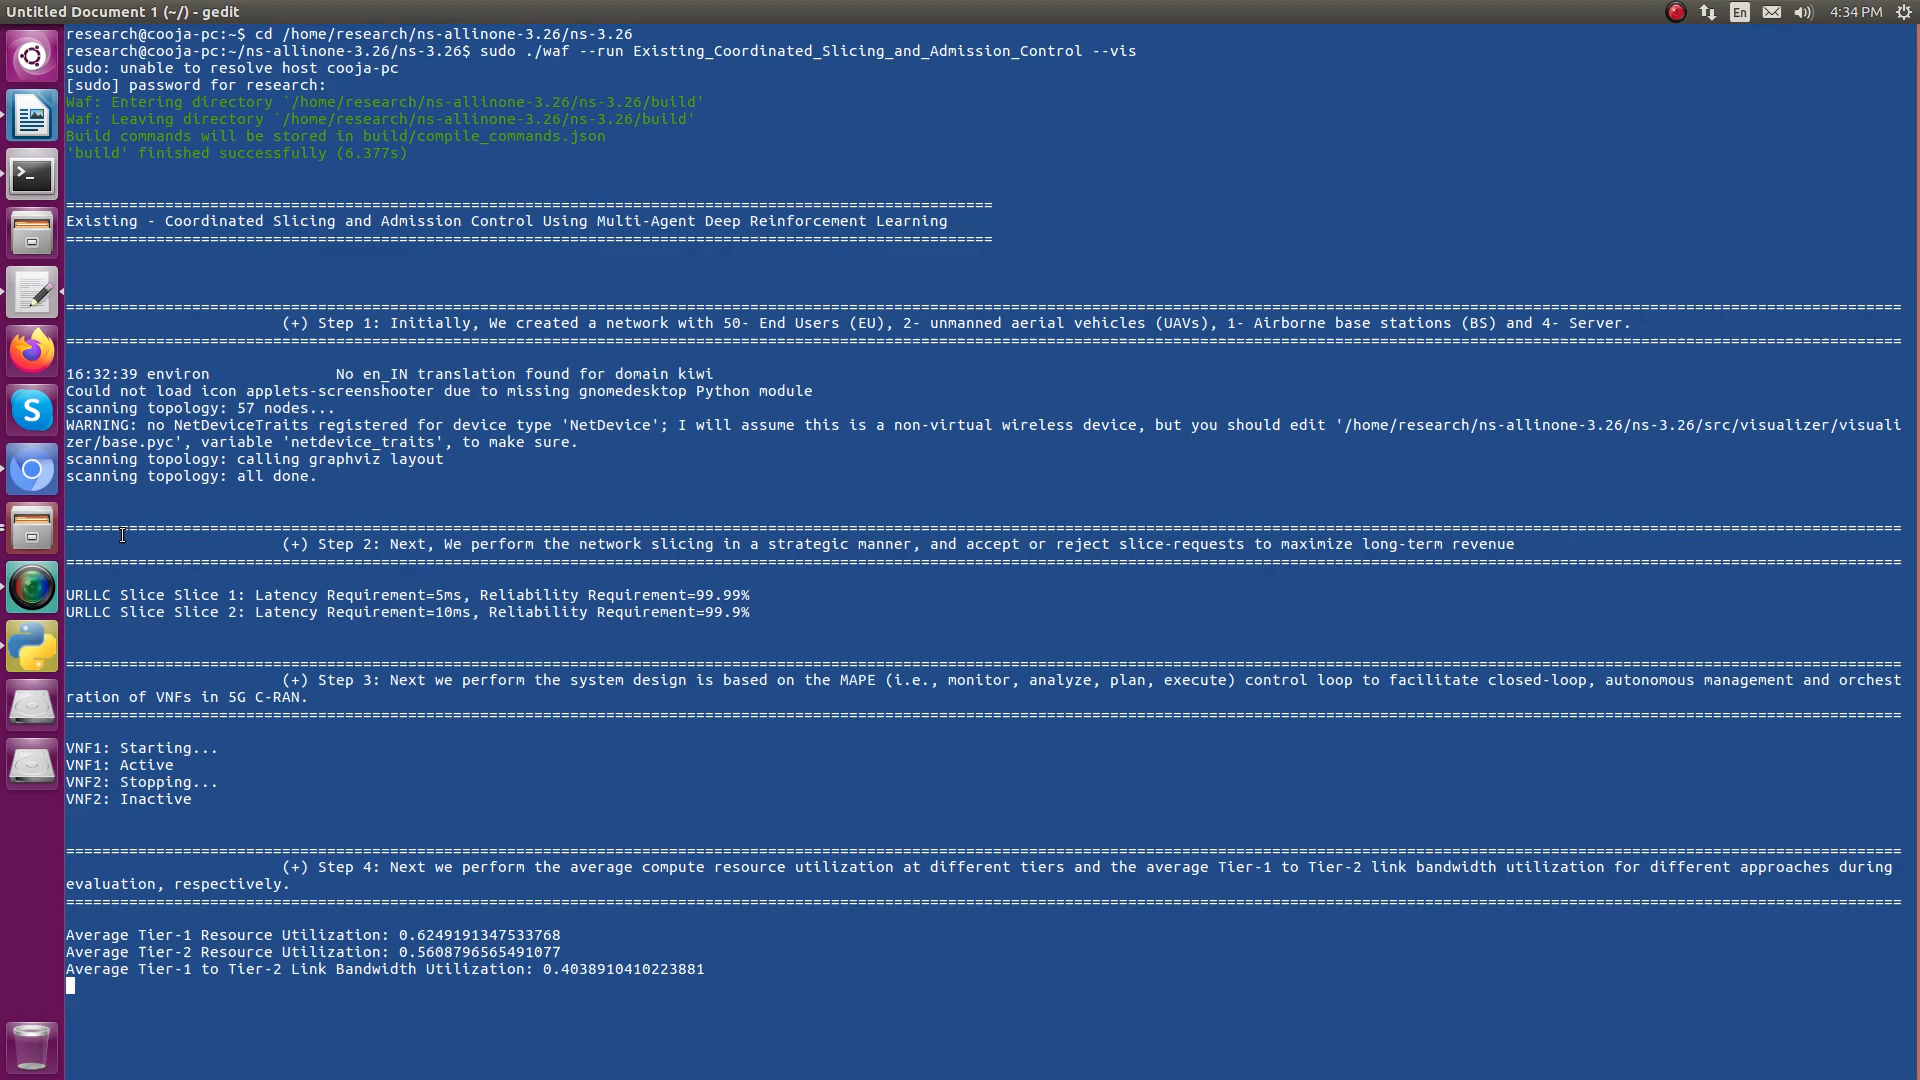 Untitled Document 1 (~/) - gedit
En
4:34 PM
research@cooja-pc:~$ cd /home/research/ns-allinone-3.26/ns-3.26
research@cooja-pc:~/ns-allinone-3.26/ns-3.26$ sudo ./waf --run Existing_Coordinated_Slicing_and_Admission_Control --vis
sudo: unable to resolve host cooja-pc
[sudo] password for research:
Waf: Entering directory `/home/research/ns-allinone-3.26/ns-3.26/build'
Waf: Leaving directory `/home/research/ns-allinone-3.26/ns-3.26/build'
Build commands will be stored in build/compile_commands.json
'build' finished successfully (6.377s)
=======================================================================================================
Existing - Coordinated Slicing and Admission Control Using Multi-Agent Deep Reinforcement Learning
=======================================================================================================
============================================================================================================================================================================================================
(+) Step 1: Initially, We created a network with 50- End Users (EU), 2- unmanned aerial vehicles (UAVs), 1- Airborne base stations (BS) and 4- Server.
============================================================================================================================================================================================================
16:32:39 environ              No en_IN translation found for domain kiwi
Could not load icon applets-screenshooter due to missing gnomedesktop Python module
scanning topology: 57 nodes...
WARNING: no NetDeviceTraits registered for device type 'NetDevice'; I will assume this is a non-virtual wireless device, but you should edit '/home/research/ns-allinone-3.26/ns-3.26/src/visualizer/visuali
zer/base.pyc', variable 'netdevice_traits', to make sure.
scanning topology: calling graphviz layout
scanning topology: all done.
============================================================================================================================================================================================================
(+) Step 2: Next, We perform the network slicing in a strategic manner, and accept or reject slice-requests to maximize long-term revenue
============================================================================================================================================================================================================
URLLC Slice Slice 1: Latency Requirement=5ms, Reliability Requirement=99.99%
URLLC Slice Slice 2: Latency Requirement=10ms, Reliability Requirement=99.9%
============================================================================================================================================================================================================
(+) Step 3: Next we perform the system design is based on the MAPE (i.e., monitor, analyze, plan, execute) control loop to facilitate closed-loop, autonomous management and orchest
ration of VNFs in 5G C-RAN.
============================================================================================================================================================================================================
VNF1: Starting...
VNF1: Active
VNF2: Stopping...
VNF2: Inactive
============================================================================================================================================================================================================
(+) Step 4: Next we perform the average compute resource utilization at different tiers and the average Tier-1 to Tier-2 link bandwidth utilization for different approaches during
evaluation, respectively.
============================================================================================================================================================================================================
Average Tier-1 Resource Utilization: 0.6249191347533768
Average Tier-2 Resource Utilization: 0.5608796565491077
Average Tier-1 to Tier-2 Link Bandwidth Utilization: 0.4038910410223881